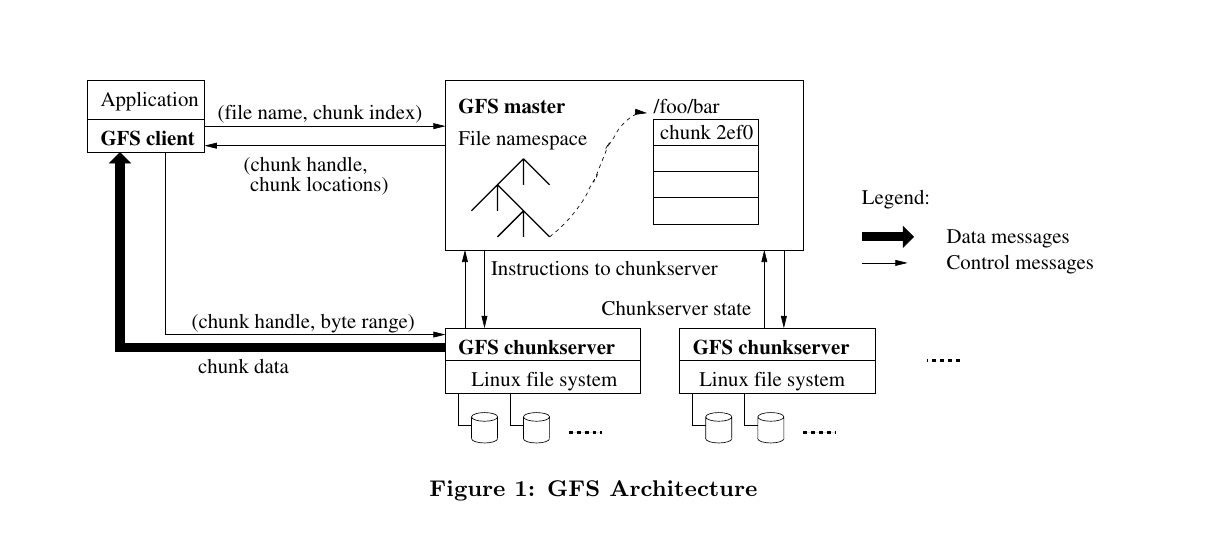 Application
GFS client
(file name, chunk index)
(chunk handle,
chunk locations)
GFS master
File namespace
/foo/bar
chunk 2ef0
Legend:
Data messages
Control messages
Instructions to chunkserver
Chunkserver state
(chunk handle, byte range)
chunk data
GFS chunkserver
Linux file system
GFS chunkserver
Linux file system
Figure 1: GFS Architecture